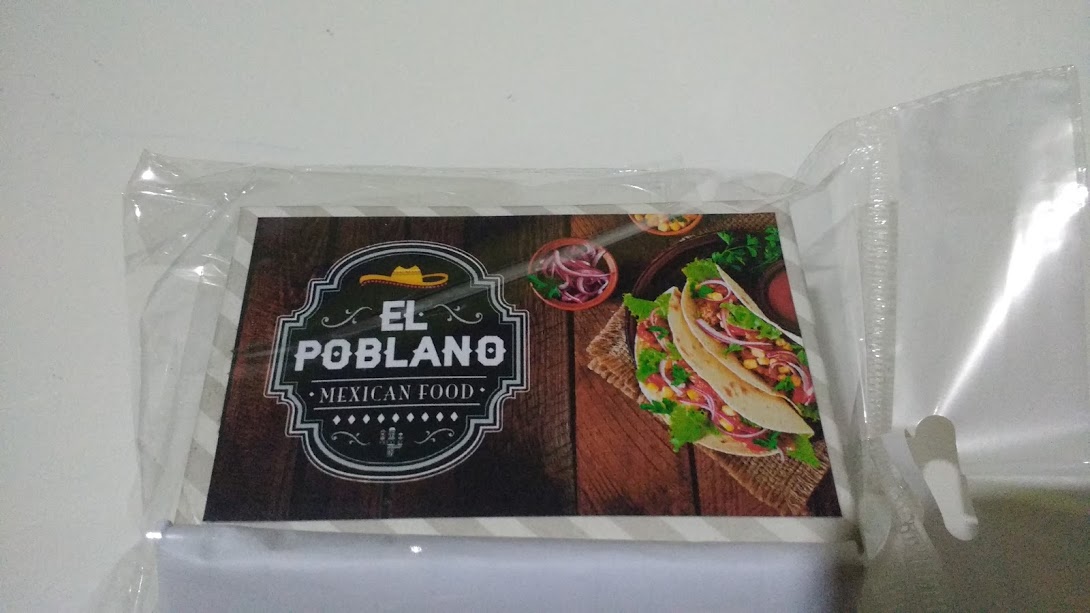 EL
POBLANO
· MEXICAN FOOD ·